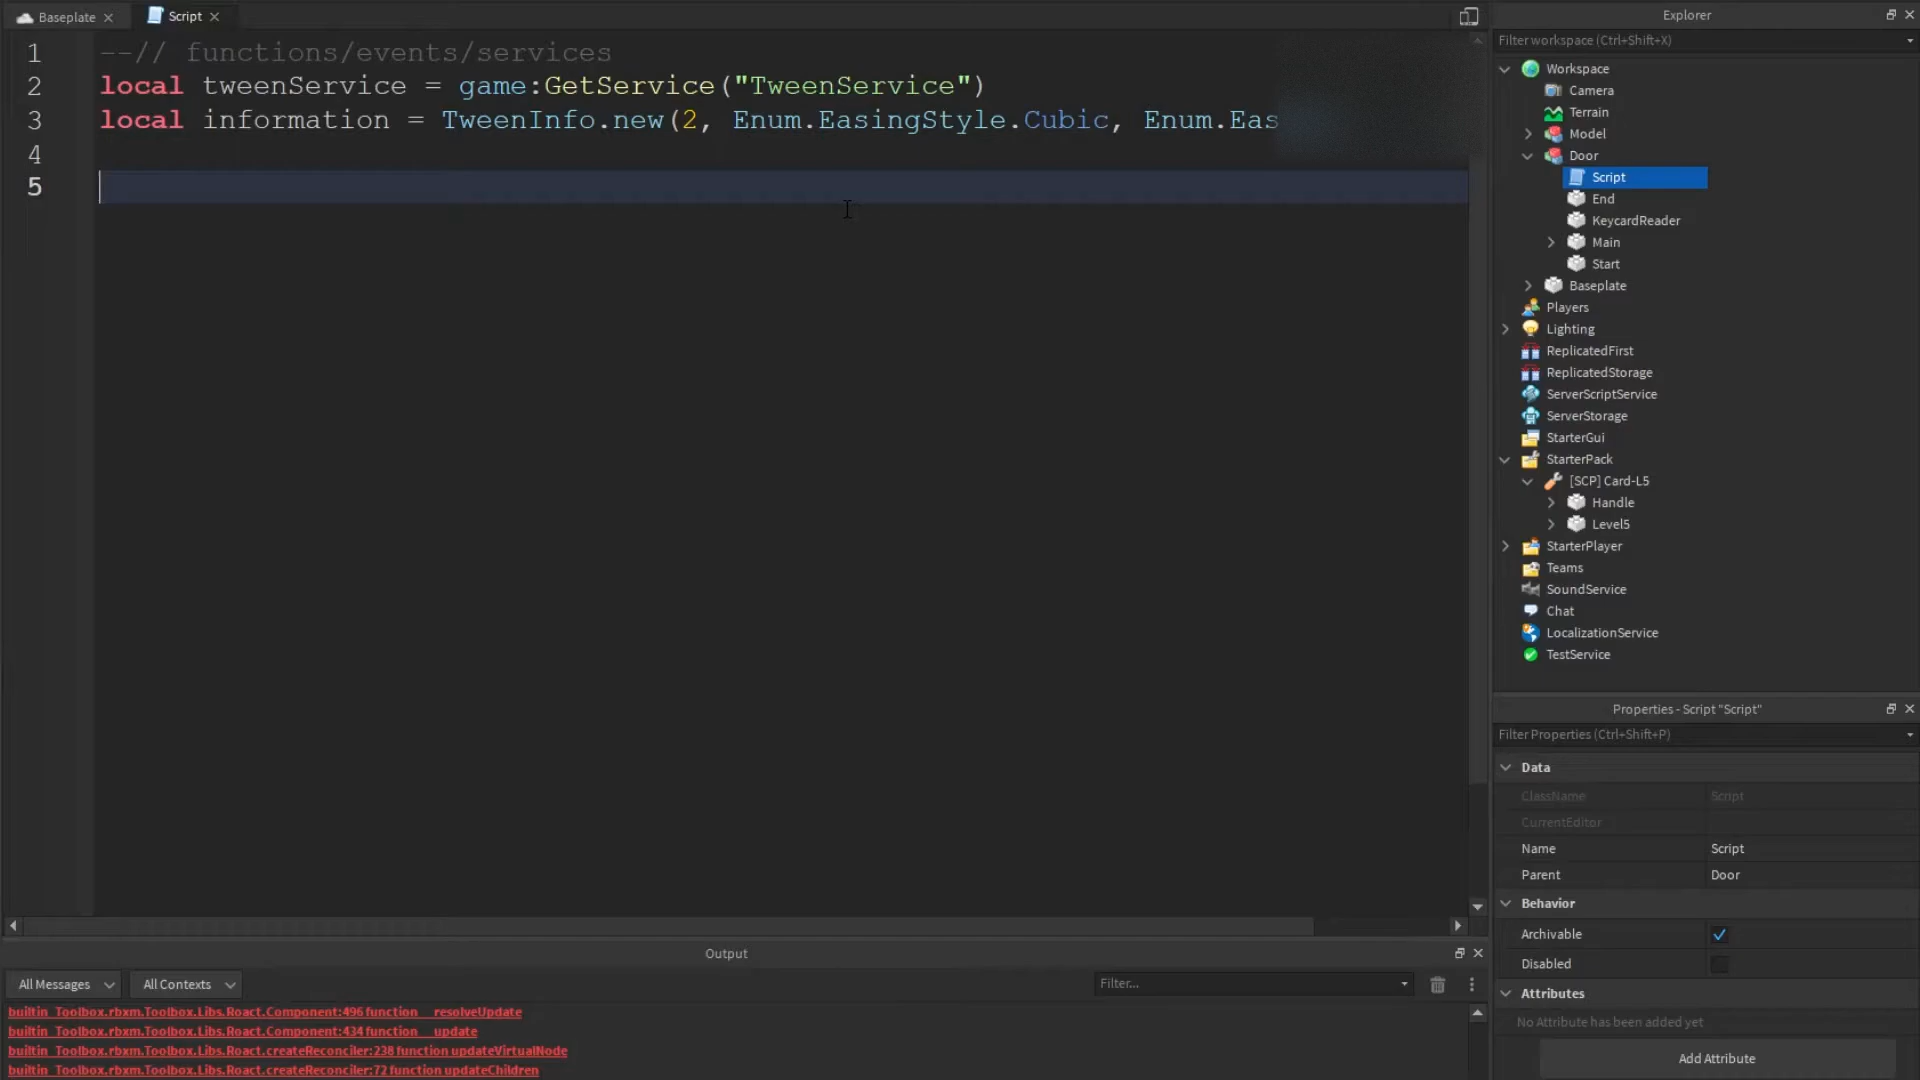 Baseplate
Script
1 --// functions/events/services
2 local tweenService = game:GetService("TweenService")
3 local information = TweenInfo.new(2, Enum.EasingStyle.Cubic, Enum.Eas
4
5
Explorer
Filter workspace (Ctrl+Shift+X)
Workspace
Camera
Terrain
Model
Door
Script
End
KeycardReader
Main
Start
Baseplate
Players
Lighting
ReplicatedFirst
ReplicatedStorage
ServerScriptService
ServerStorage
StarterGui
StarterPack
[SCP] Card-L5
Handle
Level5
StarterPlayer
Teams
SoundService
Chat
LocalizationService
TestService
Properties - Script "Script"
Filter Properties (Ctrl+Shift+P)
Data
ClassName Script
CurrentEditor
Name Script
Parent Door
Behavior
Archivable
Disabled
Attributes
No Attribute has been added yet
Add Attribute
Output
All Messages
All Contexts
Filter...
builtin_Toolbox.rbxm.Toolbox.Libs.Roact.Component:496 function __resolveUpdate
builtin_Toolbox.rbxm.Toolbox.Libs.Roact.Component:434 function __update
builtin_Toolbox.rbxm.Toolbox.Libs.Roact.createReconciler:238 function updateVirtualNode
builtin_Toolbox.rbxm.Toolbox.Libs.Roact.createReconciler:72 function updateChildren